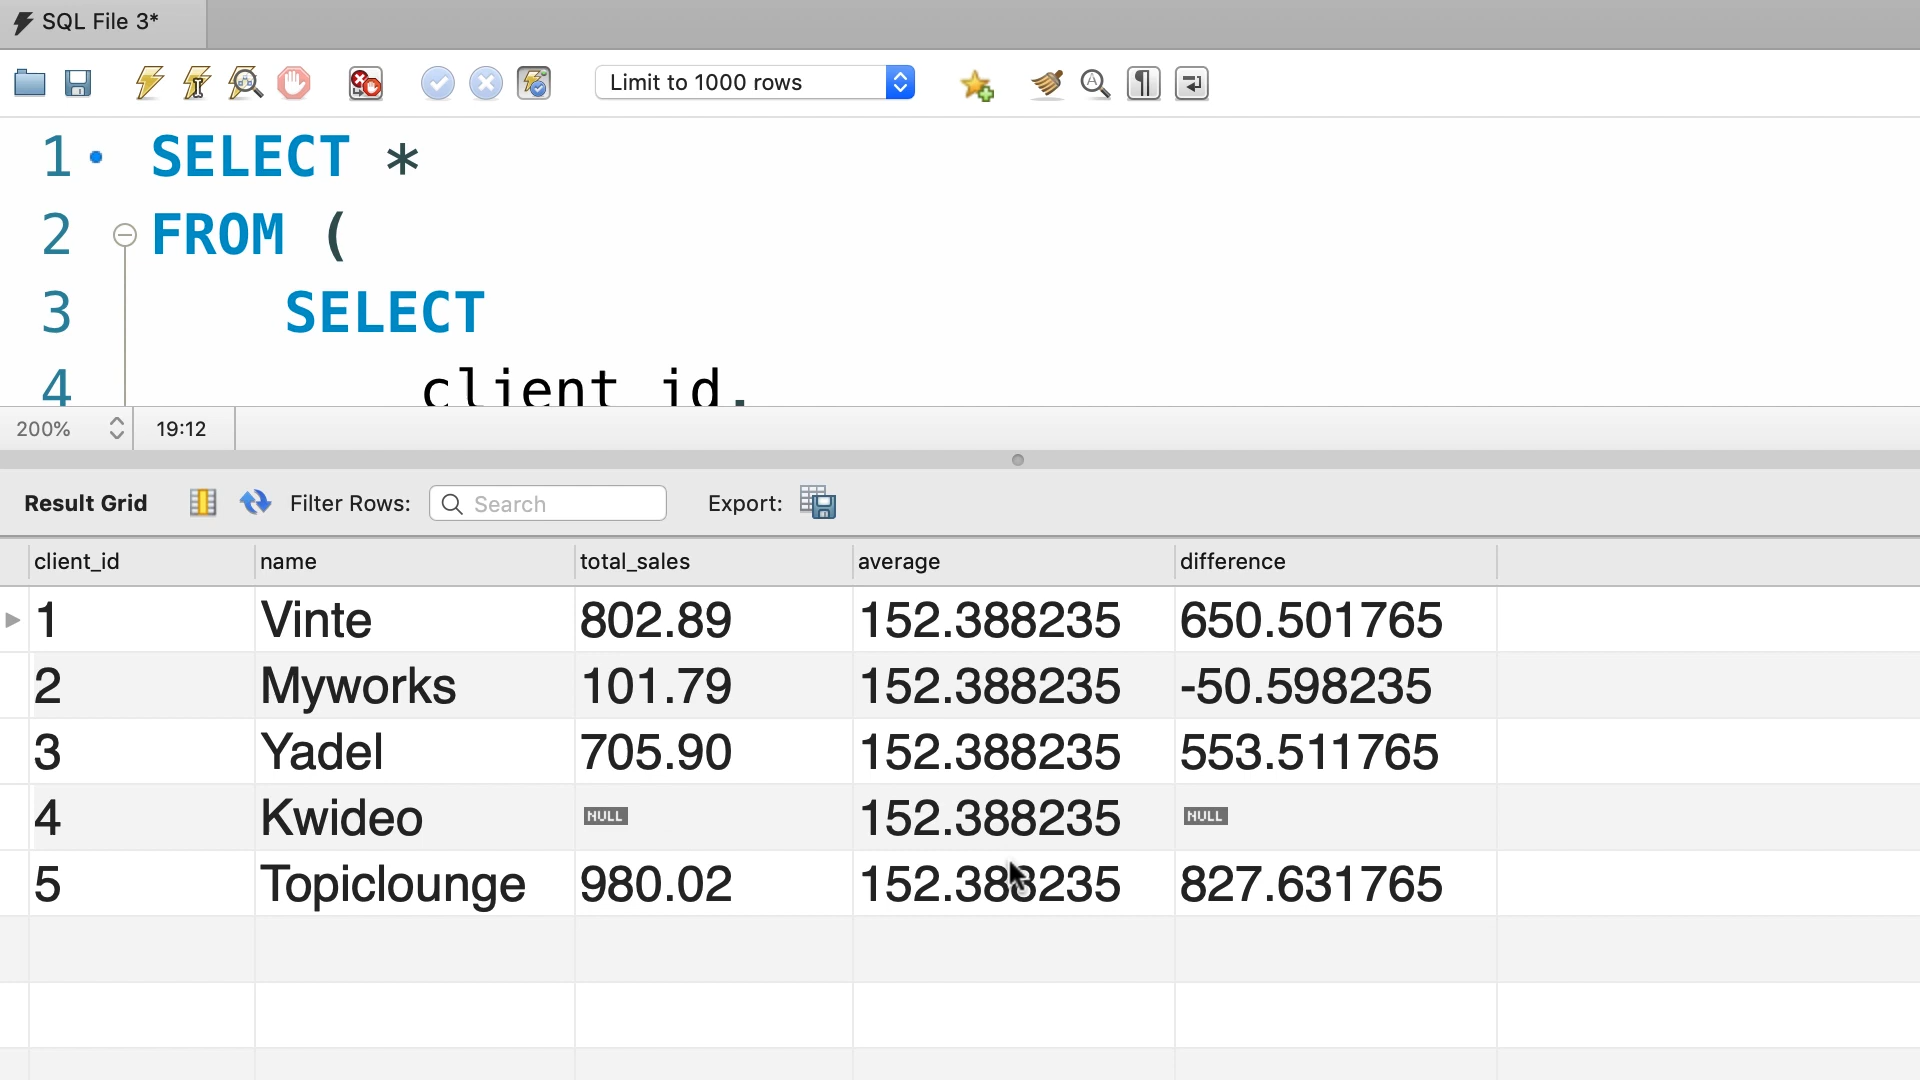 SQL File 3*
Limit to 1000 rows
1 SELECT *
2 FROM (
3 SELECT
4 client_id,
200% 19:12
Result Grid Filter Rows: Search Export:
client_id name total_sales average difference
1 Vinte 802.89 152.388235 650.501765
2 Myworks 101.79 152.388235 -50.598235
3 Yadel 705.90 152.388235 553.511765
4 Kwideo NULL 152.388235 NULL
5 Topiclounge 980.02 152.388235 827.631765